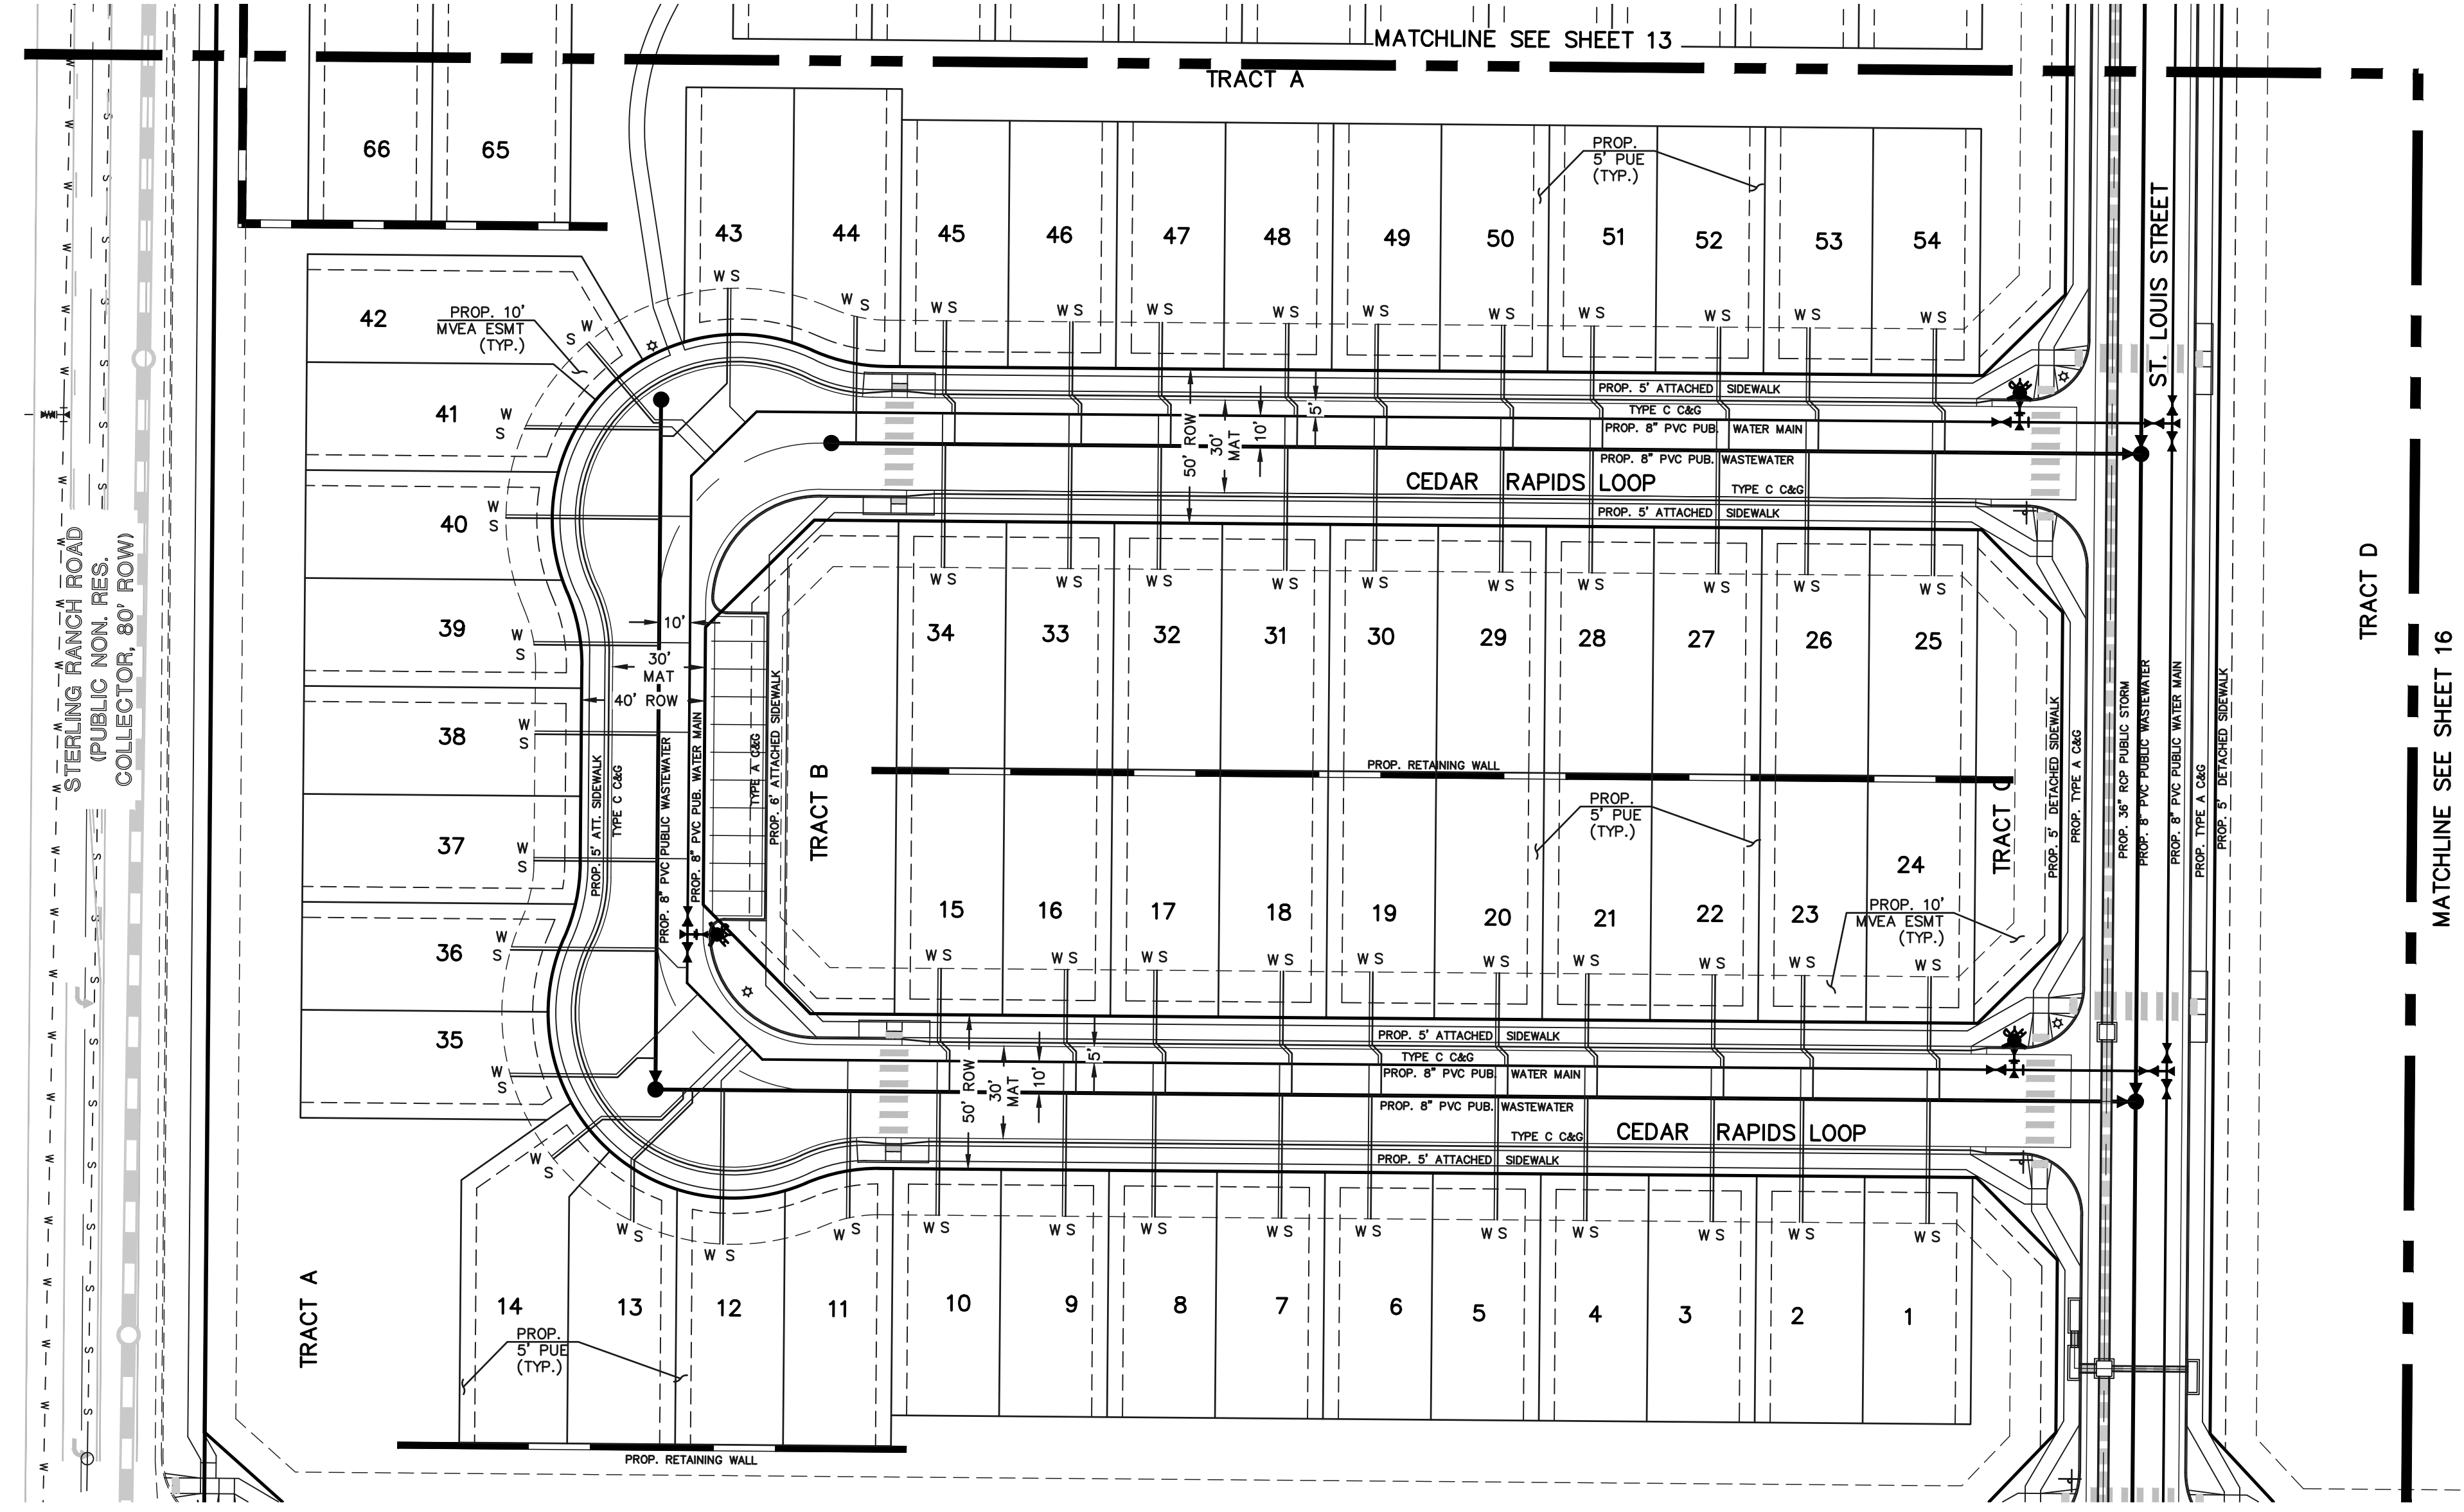 MATCHLINE SEE SHEET 13
TRACT A
66
65
43
44
45
46
47
48
49
50
51
52
53
54
PROP.
5' PUE
(TYP.)
ST. LOUIS STREET
42
PROP. 10'
MVEA ESMT
(TYP.)
W S
W S
W S
W S
W S
W S
W S
W S
W S
W S
W S
W S
W
S
41
W
S
PROP. 5' ATTACHED SIDEWALK
TYPE C C&G
PROP. 8" PVC PUB. WATER MAIN
PROP. 8" PVC PUB. WASTEWATER
50' ROW
30'
MAT
10'
5'
CEDAR RAPIDS LOOP
TYPE C C&G
PROP. 5' ATTACHED SIDEWALK
40
W
S
W S
W S
W S
W S
W S
W S
W S
W S
W S
W S
STERLING RANCH ROAD
(PUBLIC NON. RES.
COLLECTOR, 80' ROW)
39
W
S
34
33
32
31
30
29
28
27
26
25
10'
30'
MAT
40' ROW
38
W
S
37
W
S
PROP. 5' ATT. SIDEWALK
TYPE C C&G
PROP. 8" PVC PUBLIC WASTEWATER
PROP. 8" PVC PUB. WATER MAIN
TYPE A C&G
PROP. 6' ATTACHED SIDEWALK
TRACT B
PROP. RETAINING WALL
PROP.
5' PUE
(TYP.)
TRACT C
PROP. 5' DETACHED SIDEWALK
PROP. TYPE A C&G
PROP. 36" RCP PUBLIC STORM
PROP. 8" PVC PUBLIC WASTEWATER
PROP. 8" PVC PUBLIC WATER MAIN
PROP. TYPE A C&G
PROP. 5' DETACHED SIDEWALK
TRACT D
MATCHLINE SEE SHEET 16
15
16
17
18
19
20
21
22
23
24
PROP. 10'
MVEA ESMT
(TYP.)
36
W
S
W S
W S
W S
W S
W S
W S
W S
W S
W S
W S
35
W
S
PROP. 5' ATTACHED SIDEWALK
TYPE C C&G
PROP. 8" PVC PUB. WATER MAIN
PROP. 8" PVC PUB. WASTEWATER
50' ROW
30'
MAT
10'
5'
TYPE C C&G
CEDAR RAPIDS LOOP
PROP. 5' ATTACHED SIDEWALK
W
S
W S
W S
W S
W S
W S
W S
W S
W S
W S
W S
W S
W S
W S
14
13
12
11
10
9
8
7
6
5
4
3
2
1
TRACT A
PROP.
5' PUE
(TYP.)
PROP. RETAINING WALL